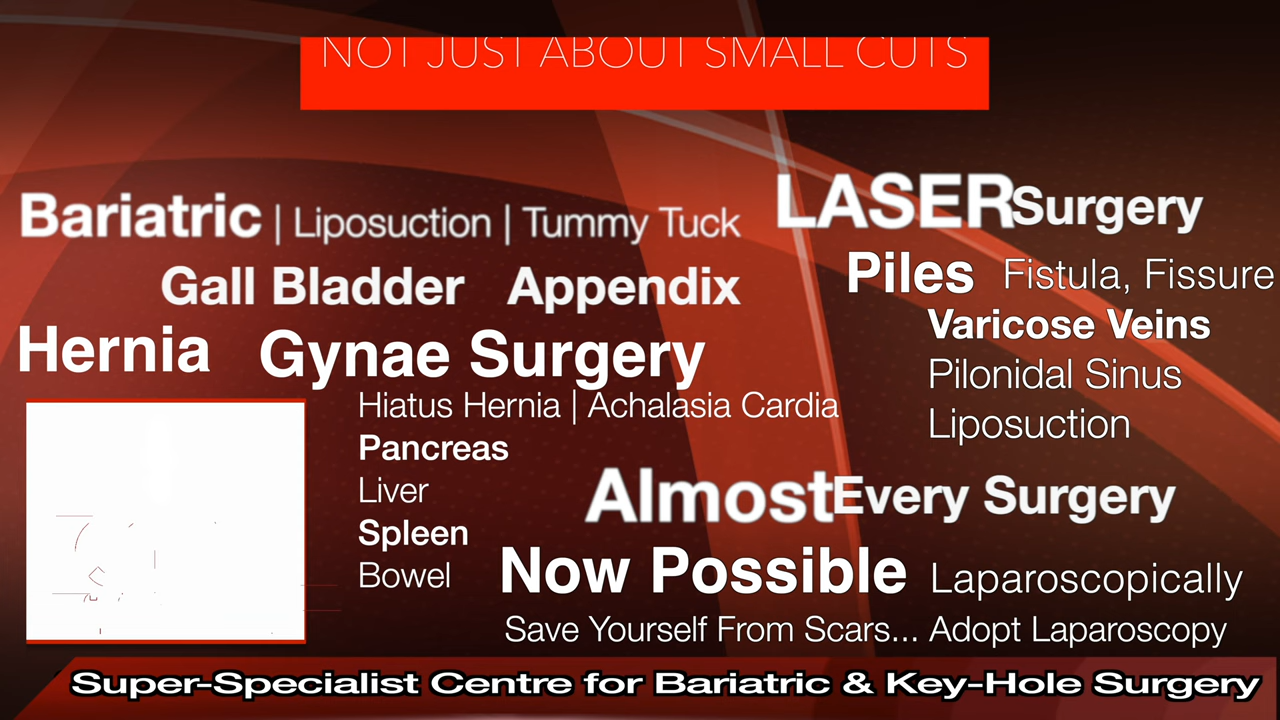 NOT JUST ABOUT SMALL CUTS
Bariatric | Liposuction | Tummy Tuck
Gall Bladder Appendix
Hernia Gynae Surgery
Hiatus Hernia | Achalasia Cardia
Pancreas
Liver
Spleen
Bowel
LASER Surgery
Piles Fistula, Fissure
Varicose Veins
Pilonidal Sinus
Liposuction
Almost Every Surgery
Now Possible Laparoscopically
Save Yourself From Scars... Adopt Laparoscopy
Super-Specialist Centre for Bariatric & Key-Hole Surgery